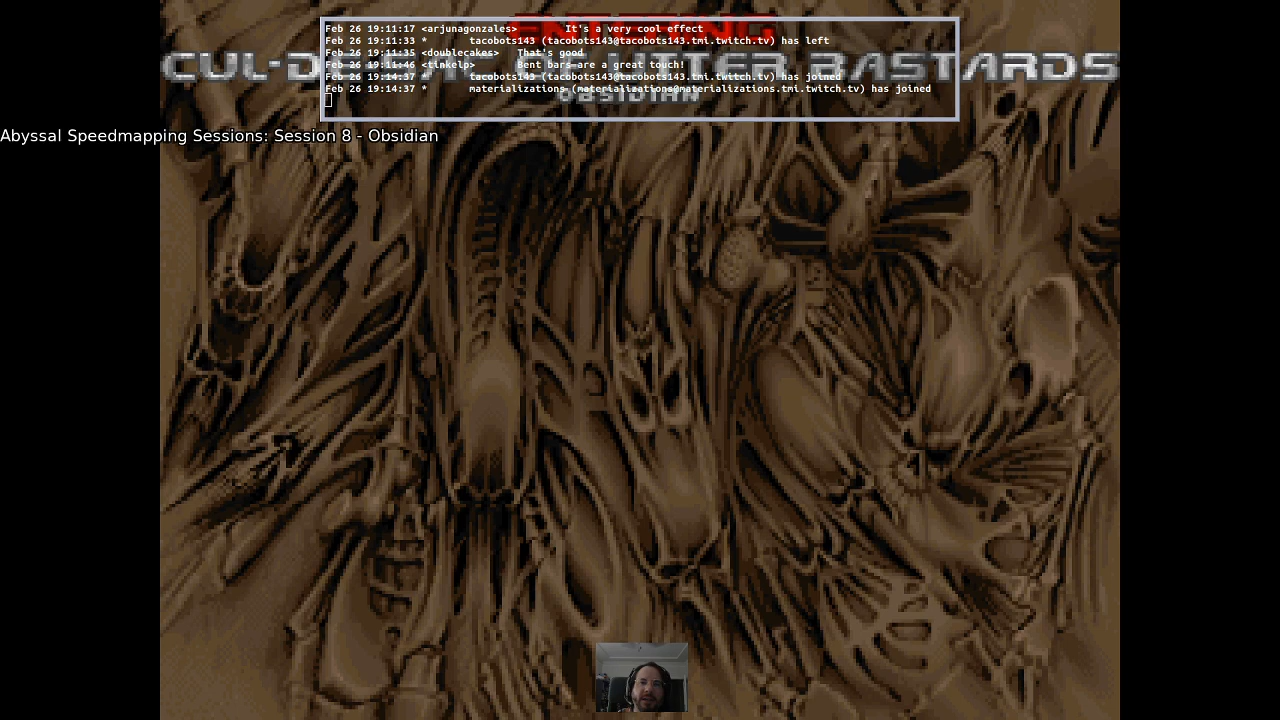 ENTERING
Feb 26 19:11:17 <arjunagonzales> It's a very cool effect
Feb 26 19:11:33 * tacobots143 (tacobots143@tacobots143.tmi.twitch.tv) has left
Feb 26 19:11:35 <doublecakes> That's good
Feb 26 19:11:46 <tinkelp> Bent bars are a great touch!
Feb 26 19:14:37 * tacobots143 (tacobots143@tacobots143.tmi.twitch.tv) has joined
Feb 26 19:14:37 * materializations (materializations@materializations.tmi.twitch.tv) has joined
BASTARDS
OBSIDIAN
Abyssal Speedmapping Sessions: Session 8 - Obsidian